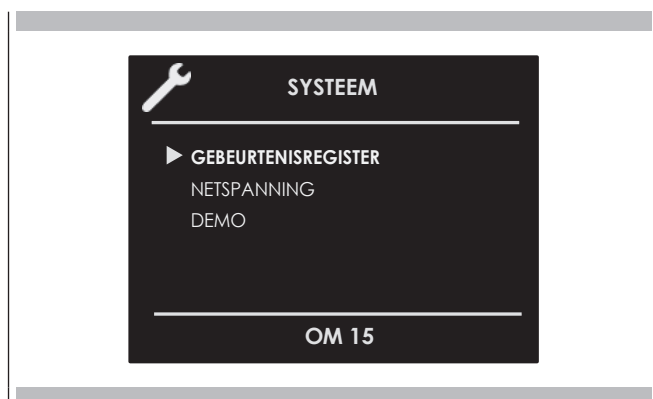 SYSTEEM
GEBEURTENISREGISTER
NETSPANNING
DEMO
OM 15